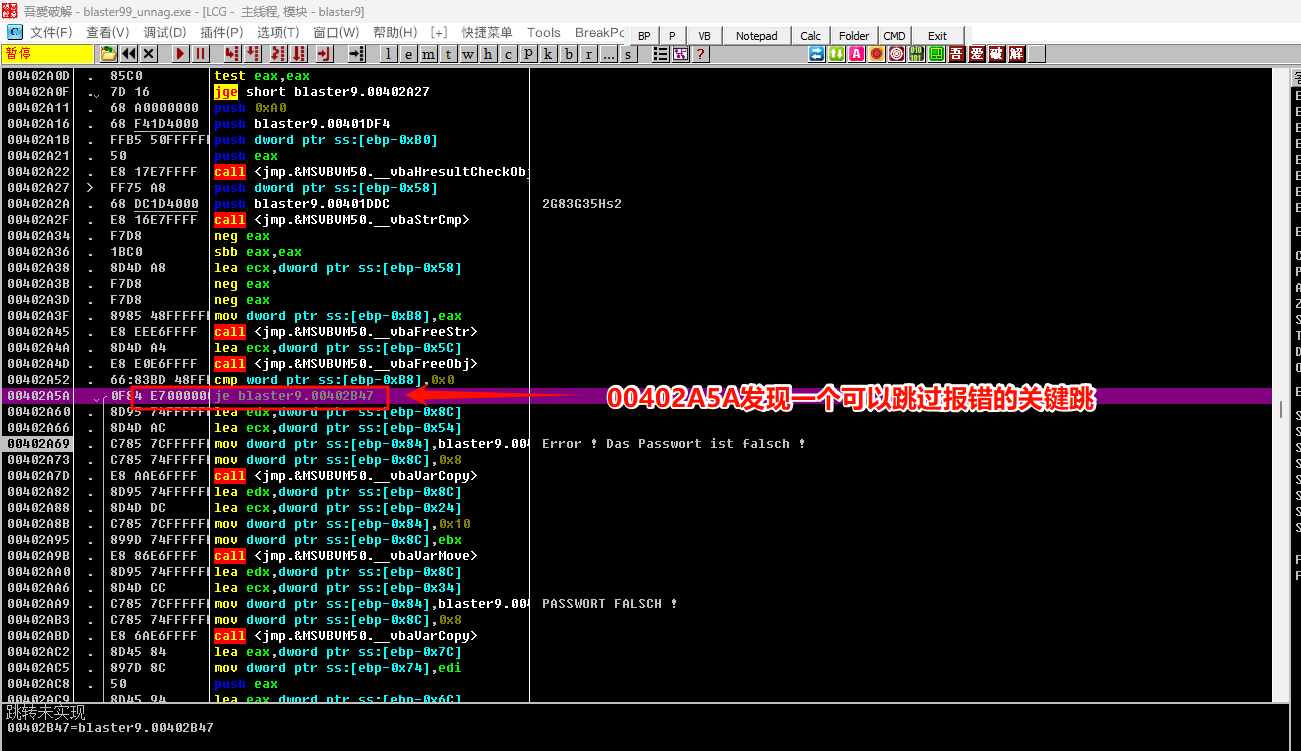 吾愛破解 - blaster99_unnag.exe - [LCG - 主线程, 模块 - blaster9]
文件(F) 查看(V) 调试(D) 插件(P) 选项(T) 窗口(W) 帮助(H) [+] 快捷菜单 Tools BreakPo BP P VB Notepad Calc Folder CMD Exit
暂停 l e m t w h c P k b r ... s ? 吾 爱 破 解
00402A0D . 85C0 test eax,eax
00402A0F . 7D 16 jge short blaster9.00402A27
00402A11 . 68 A0000000 push 0xA0
00402A16 . 68 F41D4000 push blaster9.00401DF4
00402A1B . FFB5 50FFFFFF push dword ptr ss:[ebp-0xB0]
00402A21 . 50 push eax
00402A22 . E8 17E7FFFF call <jmp.&MSVBVM50.__vbaHresultCheckObj
00402A27 > FF75 A8 push dword ptr ss:[ebp-0x58]
00402A2A . 68 DC1D4000 push blaster9.00401DDC 2G83G35Hs2
00402A2F . E8 16E7FFFF call <jmp.&MSVBVM50.__vbaStrCmp>
00402A34 . F7D8 neg eax
00402A36 . 1BC0 sbb eax,eax
00402A38 . 8D4D A8 lea ecx,dword ptr ss:[ebp-0x58]
00402A3B . F7D8 neg eax
00402A3D . F7D8 neg eax
00402A3F . 8985 48FFFFFF mov dword ptr ss:[ebp-0xB8],eax
00402A45 . E8 EEE6FFFF call <jmp.&MSVBVM50.__vbaFreeStr>
00402A4A . 8D4D A4 lea ecx,dword ptr ss:[ebp-0x5C]
00402A4D . E8 E0E6FFFF call <jmp.&MSVBVM50.__vbaFreeObj>
00402A52 . 66:83BD 48FF cmp word ptr ss:[ebp-0xB8],0x0
00402A5A . 0F84 E7000000 je blaster9.00402B47 00402A5A发现一个可以跳过报错的关键跳
00402A60 . 8D95 74FFFFFF lea edx,dword ptr ss:[ebp-0x8C]
00402A66 . 8D4D AC lea ecx,dword ptr ss:[ebp-0x54]
00402A69 . C785 7CFFFFFF mov dword ptr ss:[ebp-0x84],blaster9.004 Error ! Das Passwort ist falsch !
00402A73 . C785 74FFFFFF mov dword ptr ss:[ebp-0x8C],0x8
00402A7D . E8 AAE6FFFF call <jmp.&MSVBVM50.__vbaVarCopy>
00402A82 . 8D95 74FFFFFF lea edx,dword ptr ss:[ebp-0x8C]
00402A88 . 8D4D DC lea ecx,dword ptr ss:[ebp-0x24]
00402A8B . C785 7CFFFFFF mov dword ptr ss:[ebp-0x84],0x10
00402A95 . 899D 74FFFFFF mov dword ptr ss:[ebp-0x8C],ebx
00402A9B . E8 86E6FFFF call <jmp.&MSVBVM50.__vbaVarMove>
00402AA0 . 8D95 74FFFFFF lea edx,dword ptr ss:[ebp-0x8C]
00402AA6 . 8D4D CC lea ecx,dword ptr ss:[ebp-0x34]
00402AA9 . C785 7CFFFFFF mov dword ptr ss:[ebp-0x84],blaster9.004 PASSWORT FALSCH !
00402AB3 . C785 74FFFFFF mov dword ptr ss:[ebp-0x8C],0x8
00402ABD . E8 6AE6FFFF call <jmp.&MSVBVM50.__vbaVarCopy>
00402AC2 . 8D45 84 lea eax,dword ptr ss:[ebp-0x7C]
00402AC5 . 897D 8C mov dword ptr ss:[ebp-0x74],edi
00402AC8 . 50 push eax
00402AC9 . 8D45 94 lea eax,dword ptr ss:[ebp-0x6C]
跳转未实现
00402B47=blaster9.00402B47